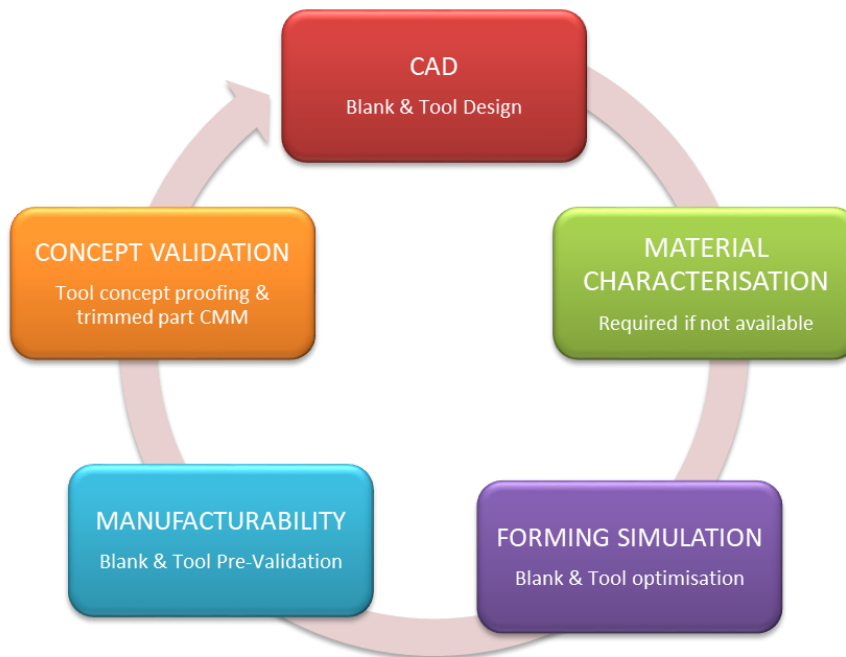 CAD
Blank & Tool Design
MATERIAL
CHARACTERISATION
Required if not available
FORMING SIMULATION
Blank & Tool optimisation
MANUFACTURABILITY
Blank & Tool Pre-Validation
CONCEPT VALIDATION
Tool concept proofing &
trimmed part CMM